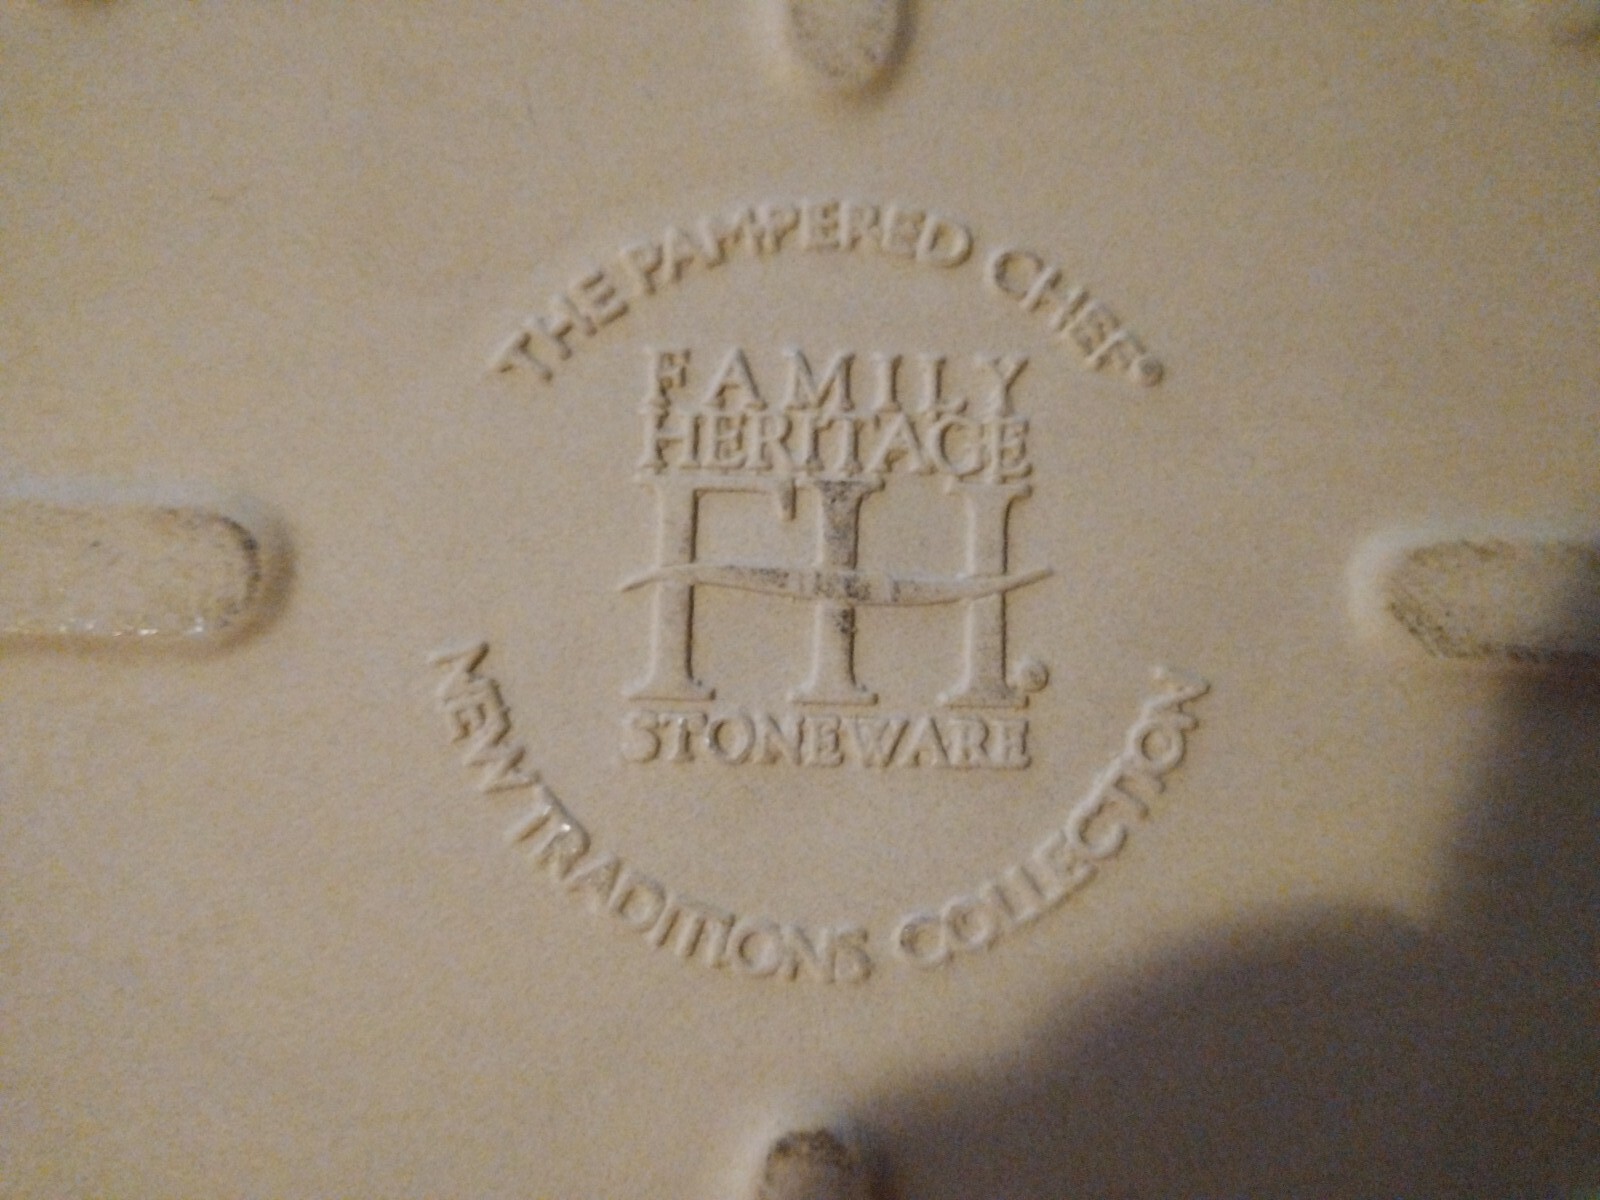 THE PAMPERED CHEF®
FAMILY
HERITAGE
FH®
STONEWARE
NEW TRADITIONS COLLECTION